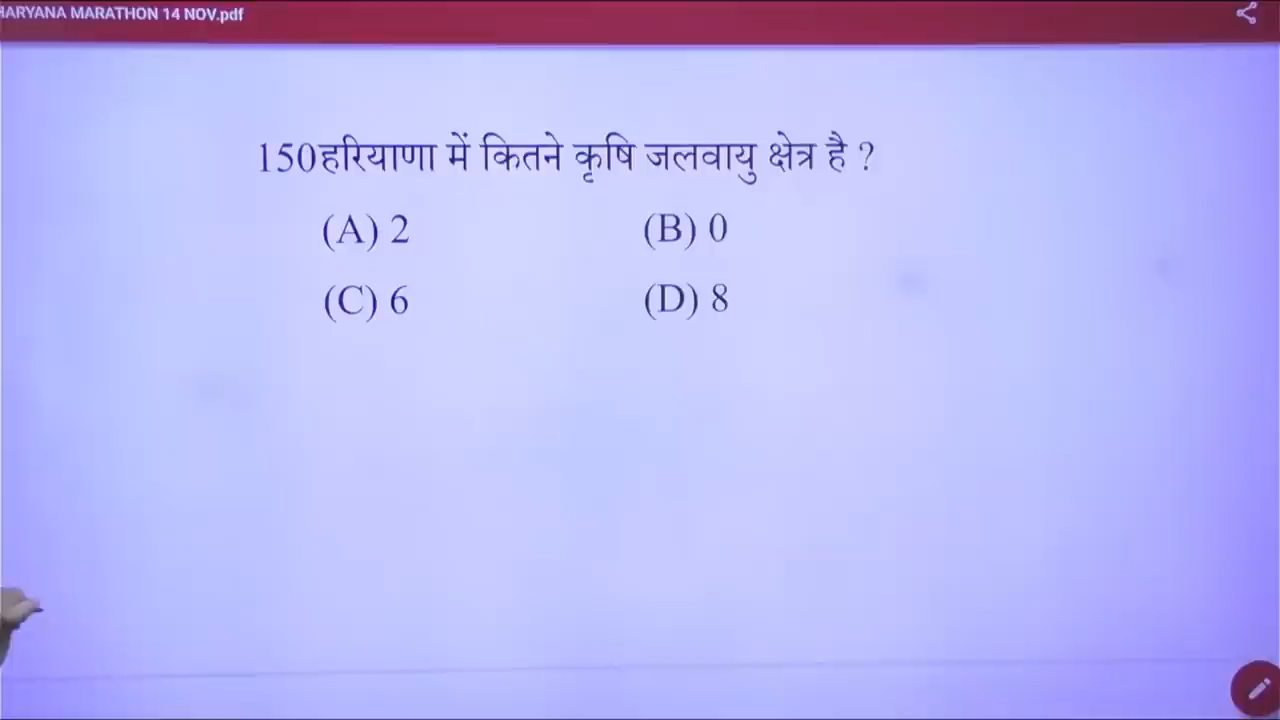 HARYANA MARATHON 14 NOV.pdf
150हरियाणा में कितने कृषि जलवायु क्षेत्र है ?
(A) 2 (B) 0
(C) 6 (D) 8